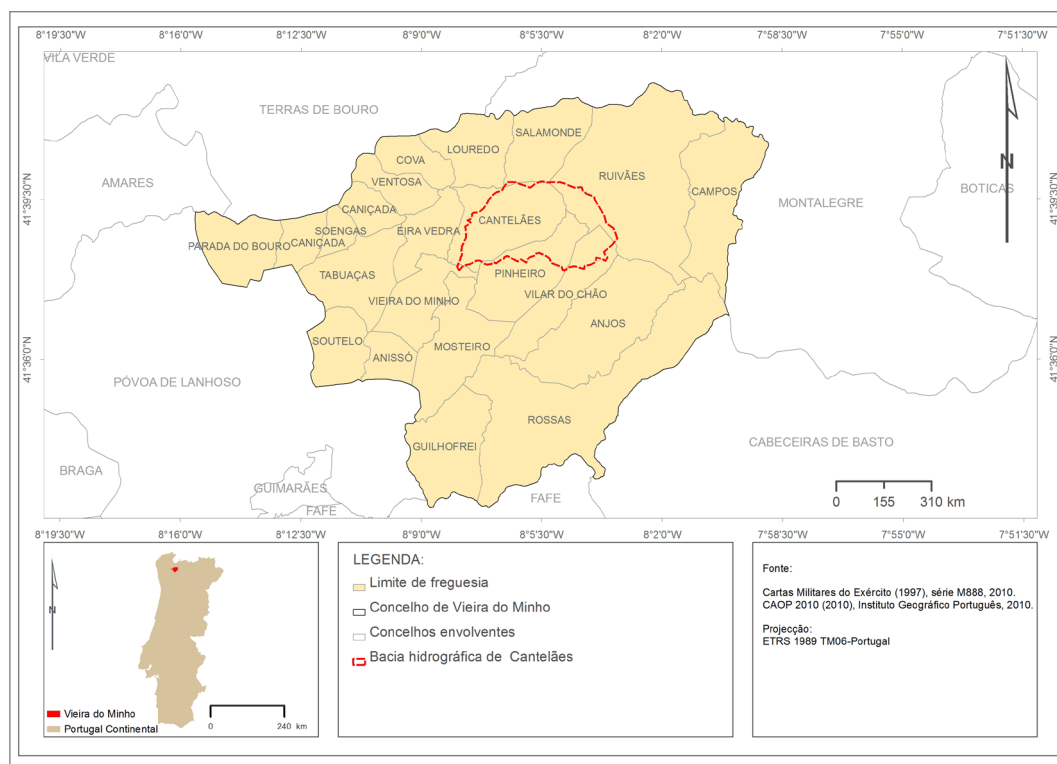 8°19'30"W 8°16'0"W 8°12'30"W 8°9'0"W 8°5'30"W 8°2'0"W 7°55'0"W 7°51'30"W
VILA VERDE
TERRAS DE BOURO
SALAMONDE
LOUREDO
COVA
RUIVÃES
AMARES
VENTOSA
CAMPOS
BOTICAS
N
41°39'30"N
41°39'30"N
MONTALEGRE
CANIÇADA
CANTELÃES
SOENGAS
EIRA VEDRA
PARADA DO BOURO
CANIÇADA
TABUAÇAS
PINHEIRO
VILAR DO CHÃO
VIEIRA DO MINHO
ANJOS
SOUTELO
MOSTEIRO
ANISSÓ
41°36'0"N
41°36'0"N
PÓVOA DE LANHOSO
ROSSAS
GUILHOFREI
CABECEIRAS DE BASTO
BRAGA
GUIMARÃES
FAFE
FAFE
0 155 310 km
8°19'30"W 8°16'0"W 8°12'30"W 8°9'0"W 8°5'30"W 8°2'0"W 7°58'30"W 7°55'0"W 7°51'30"W
N
Vieira do Minho
Portugal Continental
0 240 km
LEGENDA:
Limite de freguesia
Concelho de Vieira do Minho
Concelhos envolventes
Bacia hidrográfica de Cantelães
Fonte:
Cartas Militares do Exército (1997), série M888, 2010.
CAOP 2010 (2010), Instituto Geográfico Português, 2010.
Projecção:
ETRS 1989 TM06-Portugal